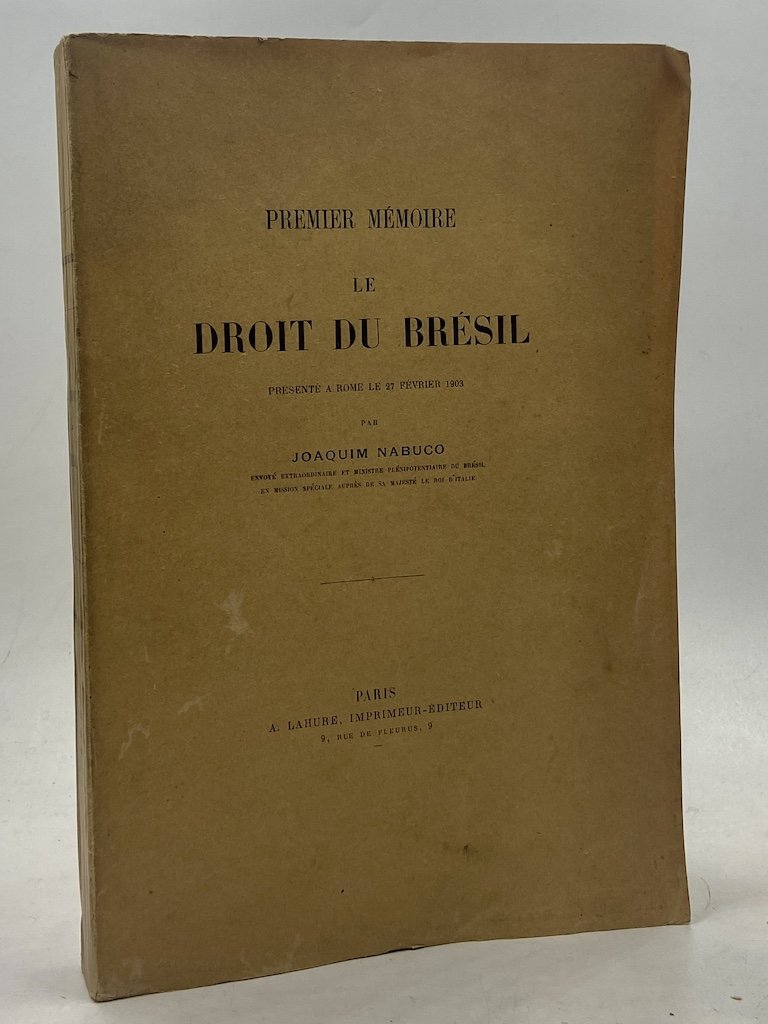 PREMIER MÉMOIRE
LE
DROIT DU BRÉSIL
PRÉSENTÉ A ROME LE 27 FÉVRIER 1903
PAR
JOAQUIM NABUCO
ENVOYÉ EXTRAORDINAIRE ET MINISTRE PLÉNIPOTENTIAIRE DU BRÉSIL
EN MISSION SPÉCIALE AUPRÈS DE SA MAJESTÉ LE ROI D'ITALIE
PARIS
A. LAHURE, IMPRIMEUR-ÉDITEUR
9, RUE DE FLEURUS, 9